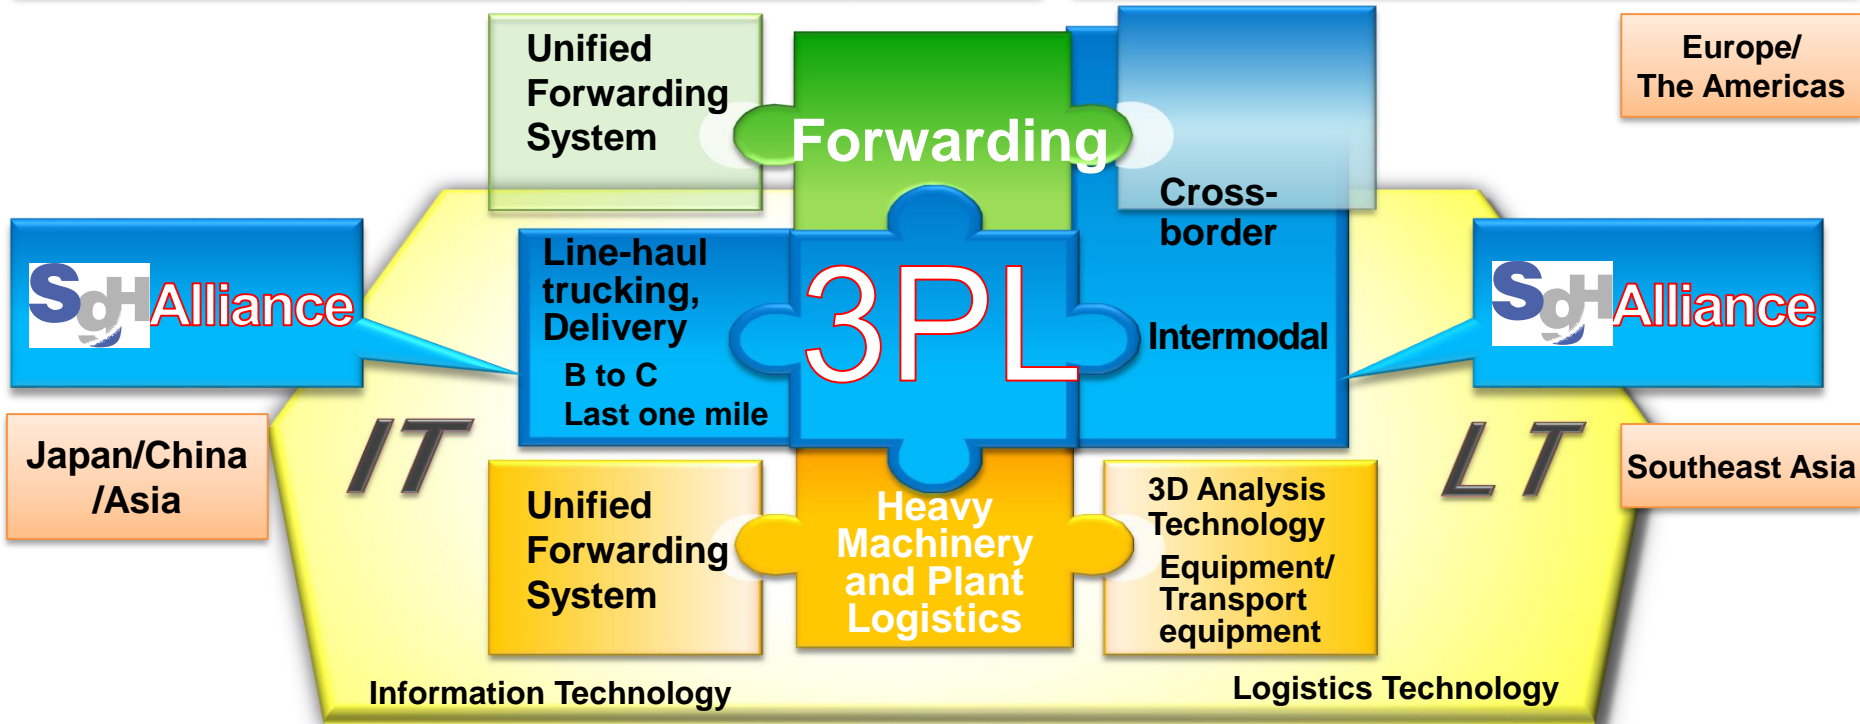 Unified
Forwarding
System
Forwarding
Europe/
The Americas
Cross-
border
SgH Alliance
Line-haul
trucking,
Delivery
B to C
Last one mile
3PL
Intermodal
SgH Alliance
Japan/China
/Asia
IT
LT
Southeast Asia
Unified
Forwarding
System
Heavy
Machinery
and Plant
Logistics
3D Analysis
Technology
Equipment/
Transport
equipment
Information Technology
Logistics Technology